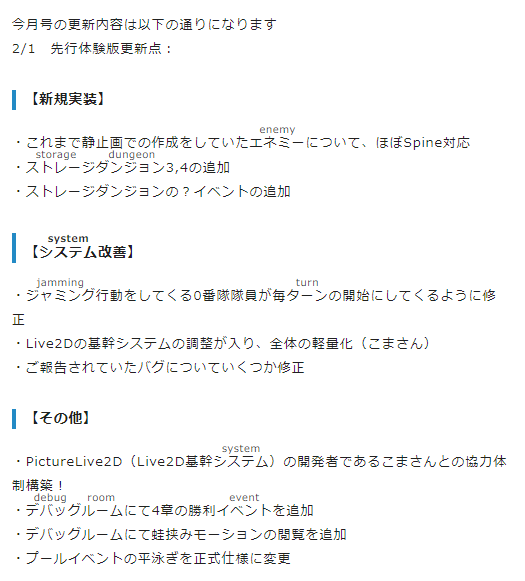 今月号の更新内容は以下の通りになります
2/1　先行体験版更新点：
【新規実装】
enemy
・これまで静止画での作成をしていたエネミーについて、ほぼSpine対応
storage dungeon
・ストレージダンジョン3,4の追加
・ストレージダンジョンの？イベントの追加
system
【システム改善】
jamming turn
・ジャミング行動をしてくる0番隊隊員が毎ターンの開始にしてくるように修
正
・Live2Dの基幹システムの調整が入り、全体の軽量化（こまさん）
・ご報告されていたバグについていくつか修正
【その他】
system
・PictureLive2D（Live2D基幹システム）の開発者であるこまさんとの協力体
制構築！
debug room event
・デバッグルームにて4章の勝利イベントを追加
・デバッグルームにて蛙挟みモーションの閲覧を追加
・プールイベントの平泳ぎを正式仕様に変更